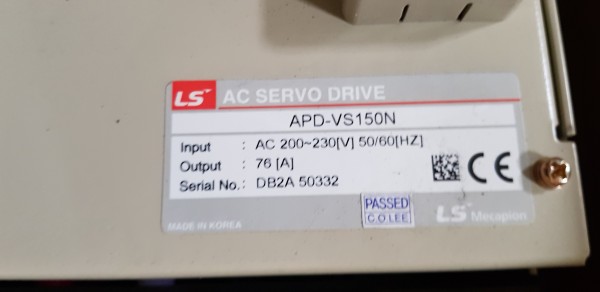 LS AC SERVO DRIVE
APD-VS150N
Input : AC 200~230[V] 50/60[HZ]
Output : 76 [A]
Serial No. : DB2A 50332
CE
PASSED
C.O.LEE
LS Mecapion
MADE IN KOREA